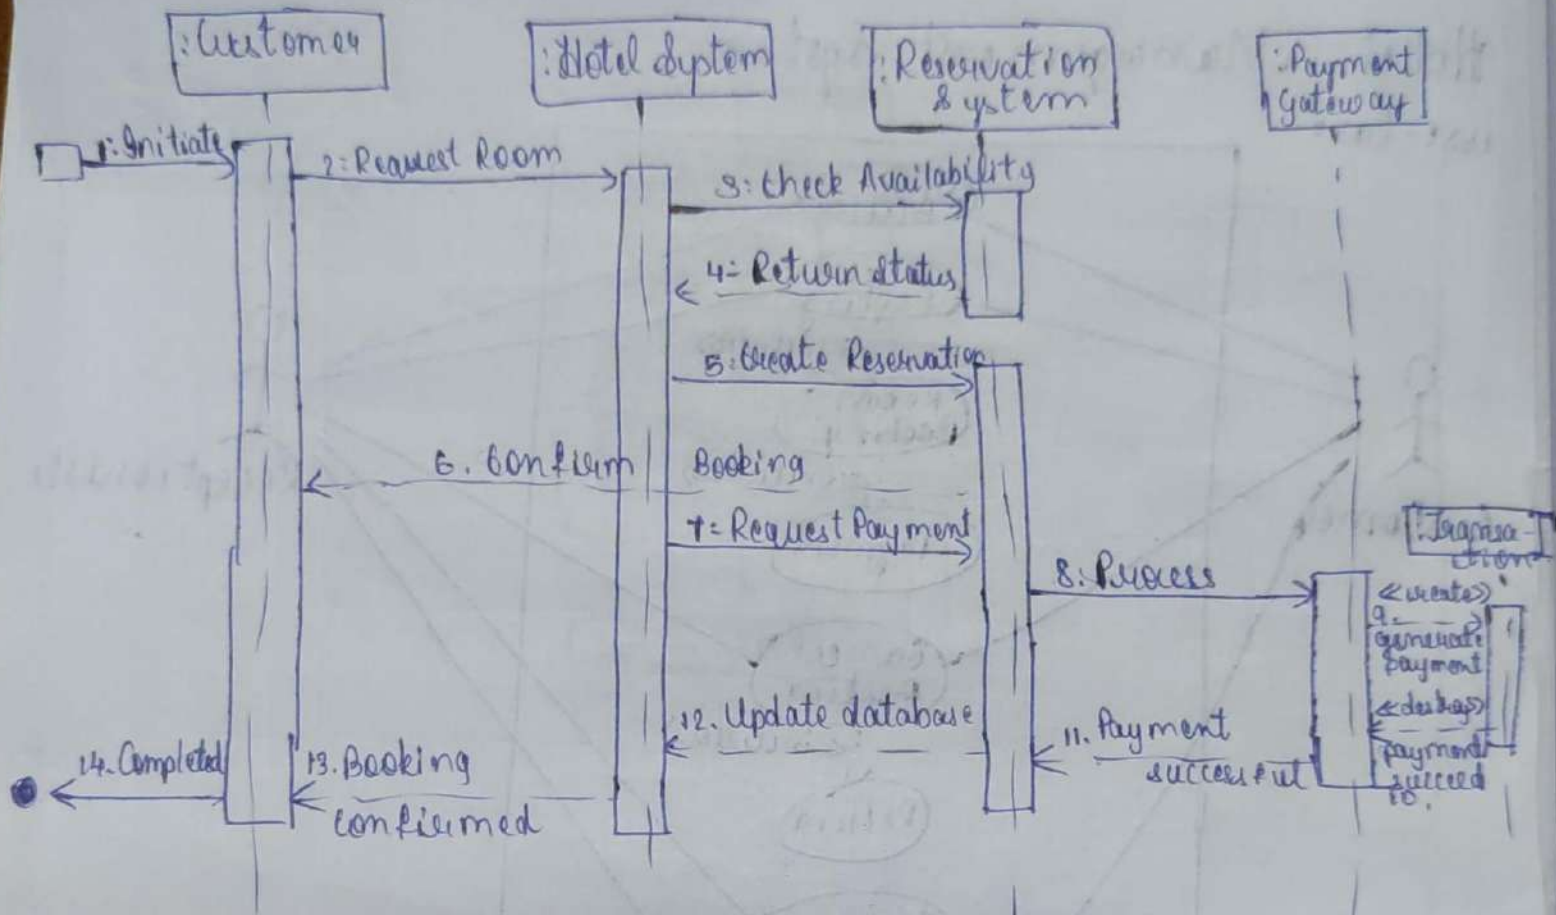 :Customer
:Hotel System
:Reservation
System
:Payment
Gateway
1:Initiate
2:Request Room
3:Check Availability
4:Return Status
5:Create Reservation
6. Confirm Booking
7:Request Payment
:Transa-
ction
8:Process
<<create>>
9.
generate
payment
<<destroy>>
payment
succeed
10.
11. Payment
successful
12. Update database
13. Booking
confirmed
14. Completed